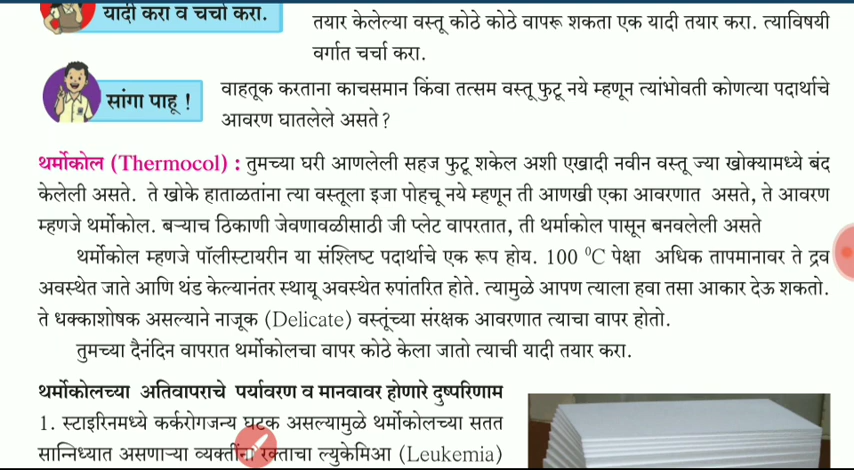 यादी करा व चर्चा करा.
तयार केलेल्या वस्तू कोठे कोठे वापरू शकता एक यादी तयार करा. त्याविषयी
वर्गात चर्चा करा.
सांगा पाहू !
वाहतूक करताना काचसमान किंवा तत्सम वस्तू फुटू नये म्हणून त्यांभोवती कोणत्या पदार्थाचे
आवरण घातलेले असते ?
थर्मोकोल (Thermocol) : तुमच्या घरी आणलेली सहज फुटू शकेल अशी एखादी नवीन वस्तू ज्या खोक्यामध्ये बंद
केलेली असते. ते खोके हाताळतांना त्या वस्तूला इजा पोहचू नये म्हणून ती आणखी एका आवरणात असते, ते आवरण
म्हणजे थर्मोकोल. बऱ्याच ठिकाणी जेवणावळीसाठी जी प्लेट वापरतात, ती थर्माकोल पासून बनवलेली असते
थर्मोकोल म्हणजे पॉलीस्टायरीन या संश्लिष्ट पदार्थाचे एक रूप होय. 100 ⁰C पेक्षा अधिक तापमानावर ते द्रव
अवस्थेत जाते आणि थंड केल्यानंतर स्थायू अवस्थेत रुपांतरित होते. त्यामुळे आपण त्याला हवा तसा आकार देऊ शकतो.
ते धक्काशोषक असल्याने नाजूक (Delicate) वस्तूंच्या संरक्षक आवरणात त्याचा वापर होतो.
तुमच्या दैनंदिन वापरात थर्मोकोलचा वापर कोठे केला जातो त्याची यादी तयार करा.
थर्मोकोलच्या अतिवापराचे पर्यावरण व मानवावर होणारे दुष्परिणाम
1. स्टाइरिनमध्ये कर्करोगजन्य घटक असल्यामुळे थर्मोकोलच्या सतत
सान्निध्यात असणाऱ्या व्यक्तींना रक्ताचा ल्युकेमिआ (Leukemia)